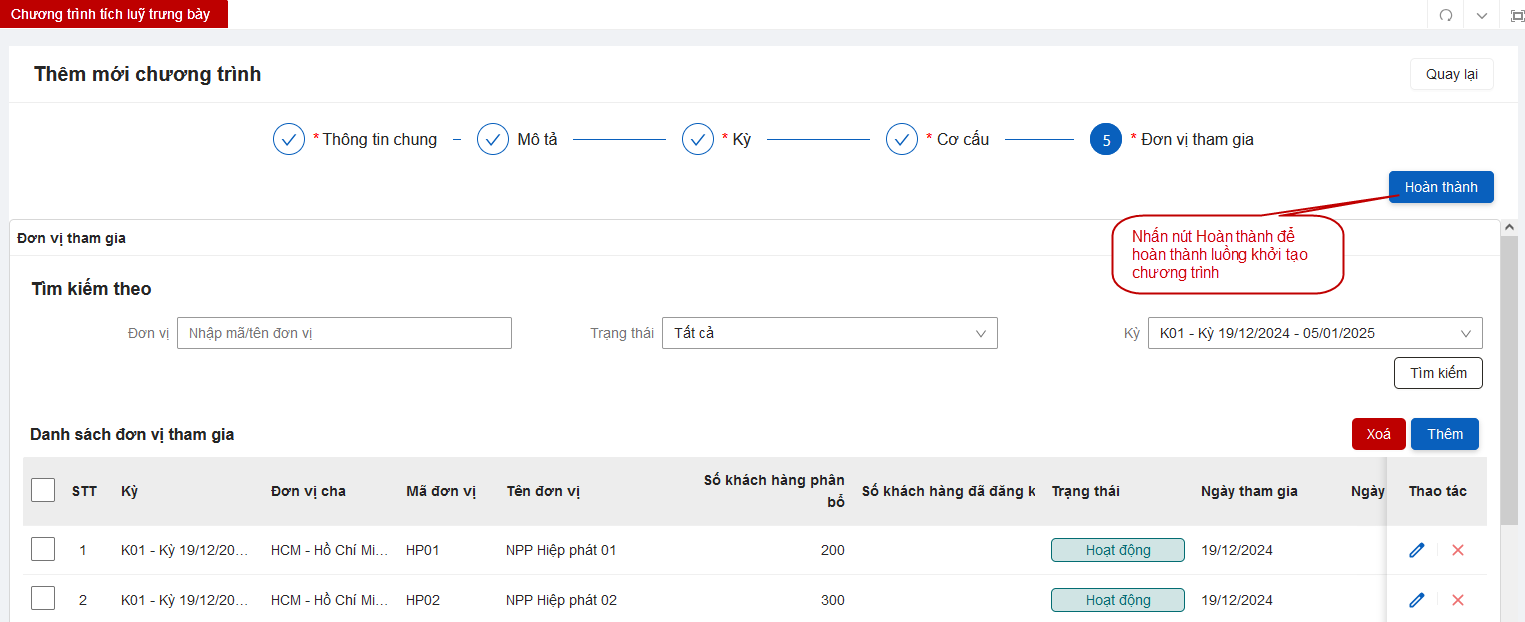 Chương trình tích luỹ trưng bày
Thêm mới chương trình
Quay lại
* Thông tin chung
Mô tả
* Kỳ
* Cơ cấu
5 * Đơn vị tham gia
Hoàn thành
Đơn vị tham gia
Nhấn nút Hoàn thành để
hoàn thành luồng khởi tạo
chương trình
Tìm kiếm theo
Đơn vị Nhập mã/tên đơn vị Trạng thái Tất cả Kỳ K01 - Kỳ 19/12/2024 - 05/01/2025
Tìm kiếm
Danh sách đơn vị tham gia Xoá Thêm
STT Kỳ Đơn vị cha Mã đơn vị Tên đơn vị Số khách hàng phân bổ Số khách hàng đã đăng k Trạng thái Ngày tham gia Ngày Thao tác
1 K01 - Kỳ 19/12/20... HCM - Hồ Chí Mi... HP01 NPP Hiệp phát 01 200 Hoạt động 19/12/2024
2 K01 - Kỳ 19/12/20... HCM - Hồ Chí Mi... HP02 NPP Hiệp phát 02 300 Hoạt động 19/12/2024